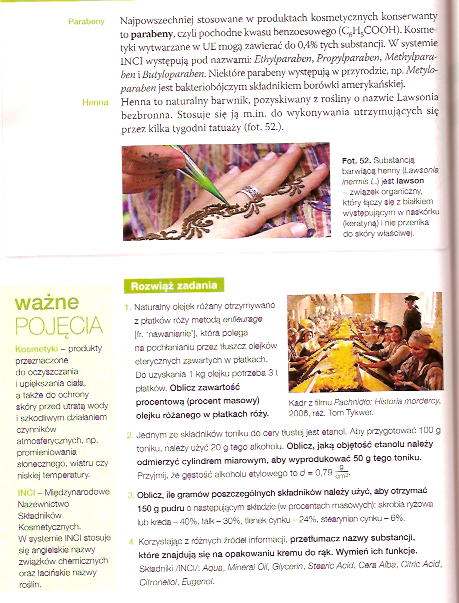 Parabeny
Najpowszechniej stosowane w produktach kosmetycznych konserwanty
to parabeny, czyli pochodne kwasu benzoesowego (C₆H₅COOH). Kosme-
tyki wytwarzane w UE mogą zawierać do 0,4% tych substancji. W systemie
INCI występują pod nazwami: Ethylparaben, Propylparaben, Methylpara-
ben i Butyloparaben. Niektóre parabeny występują w przyrodzie, np. Metylo-
paraben jest bakteriobójczym składnikiem borówki amerykańskiej.
Henna
Henna to naturalny barwnik, pozyskiwany z rośliny o nazwie Lawsonia
bezbronna. Stosuje się ją m.in. do wykonywania utrzymujących się
przez kilka tygodni tatuaży (fot. 52.).
Fot. 52. Substancją
barwiącą henny (Lawsonia
inermis L.) jest lawson
– związek organiczny,
który łączy się z białkiem
występującym w naskórku
(keratyną) i nie przenika
do skóry właściwej.
ważne
POJĘCIA
Kosmetyki – produkty
przeznaczone
do oczyszczania
i upiększania ciała,
a także do ochrony
skóry przed utratą wody
i szkodliwym działaniem
czynników
atmosferycznych, np.
promieniowania
słonecznego, wiatru czy
niskiej temperatury.
INCI – Międzynarodowe
Nazewnictwo
Składników
Kosmetycznych.
W systemie INCI stosuje
się angielskie nazwy
związków chemicznych
oraz łacińskie nazwy
roślin.
Rozwiąż zadania
1. Naturalny olejek różany otrzymywano
z płatków róży metodą enfleurage
[fr. 'nawanianie'], która polega
na pochłanianiu przez tłuszcz olejków
eterycznych zawartych w płatkach.
Do uzyskania 1 kg olejku potrzeba 3 t
płatków. Oblicz zawartość
procentową (procent masowy)
olejku różanego w płatkach róży.
Kadr z filmu Pachnidło: Historia mordercy,
2006, reż. Tom Tykwer.
2. Jednym ze składników toniku do cery tłustej jest etanol. Aby przygotować 100 g
toniku, należy użyć 20 g tego alkoholu. Oblicz, jaką objętość etanolu należy
odmierzyć cylindrem miarowym, aby wyprodukować 50 g tego toniku.
Przyjmij, że gęstość alkoholu etylowego to d = 0,79 g/cm³.
3. Oblicz, ile gramów poszczególnych składników należy użyć, aby otrzymać
150 g pudru o następującym składzie (w procentach masowych): skrobia ryżowa
lub kreda – 40%, talk – 30%, tlenek cynku – 24%, stearynian cynku – 6%.
4. Korzystając z różnych źródeł informacji, przetłumacz nazwy substancji,
które znajdują się na opakowaniu kremu do rąk. Wymień ich funkcje.
Składniki /INCI/: Aqua, Mineral Oil, Glycerin, Stearic Acid, Cera Alba, Citric Acid,
Citronellol, Eugenol.